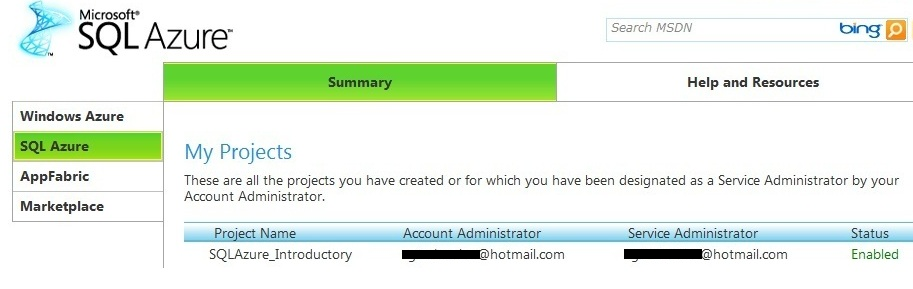 Microsoft®
SQL Azure™
Search MSDN
bing
Summary
Help and Resources
Windows Azure
SQL Azure
AppFabric
Marketplace
My Projects
These are all the projects you have created or for which you have been designated as a Service Administrator by your
Account Administrator.
Project Name Account Administrator Service Administrator Status
SQLAzure_Introductory @hotmail.com @hotmail.com Enabled